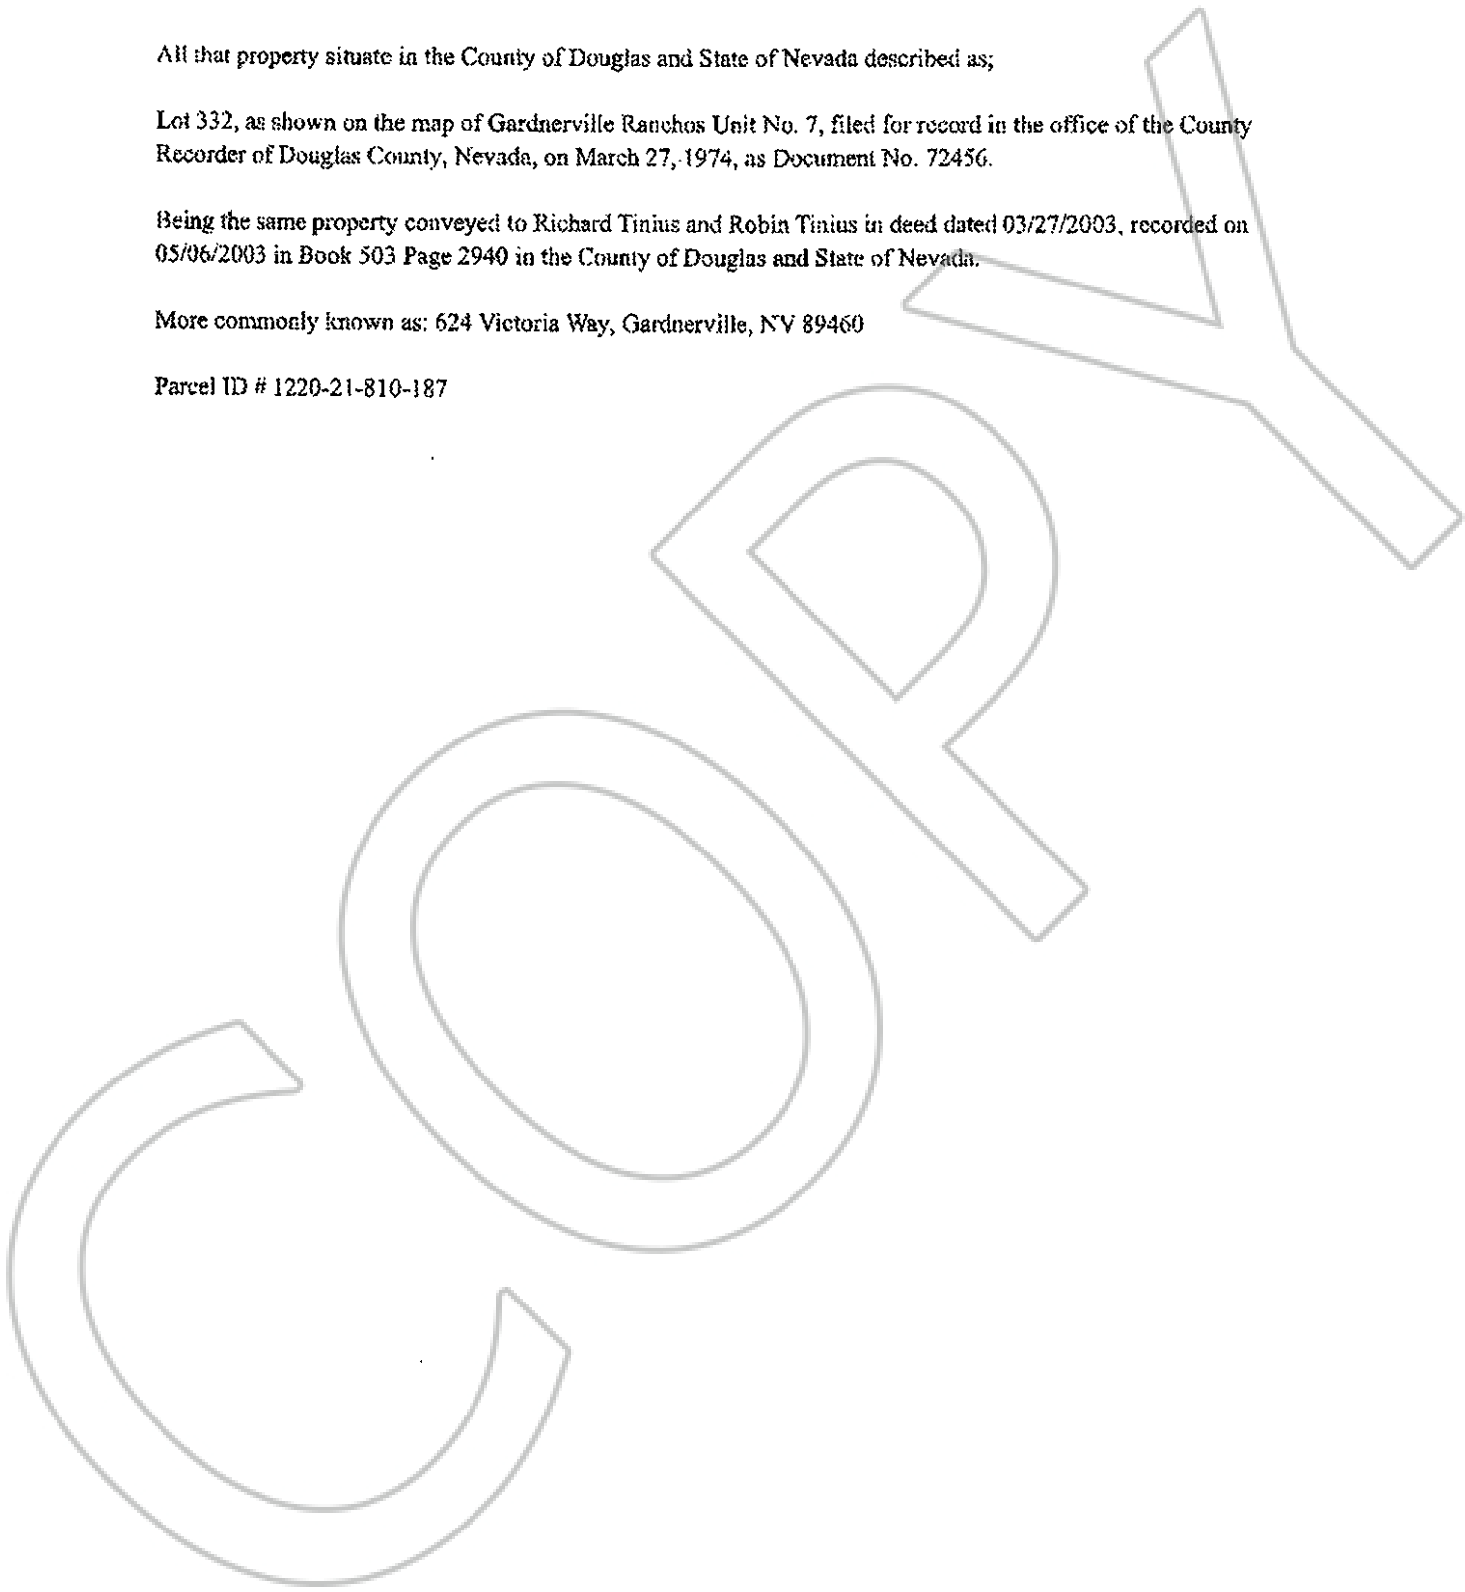 All that property situate in the County of Douglas and State of Nevada described as;
Lot 332, as shown on the map of Gardnerville Ranchos Unit No. 7, filed for record in the office of the County
Recorder of Douglas County, Nevada, on March 27, 1974, as Document No. 72456.
Being the same property conveyed to Richard Tinius and Robin Tinius in deed dated 03/27/2003, recorded on
05/06/2003 in Book 503 Page 2940 in the County of Douglas and State of Nevada.
More commonly known as: 624 Victoria Way, Gardnerville, NV 89460
Parcel ID # 1220-21-810-187
COPY